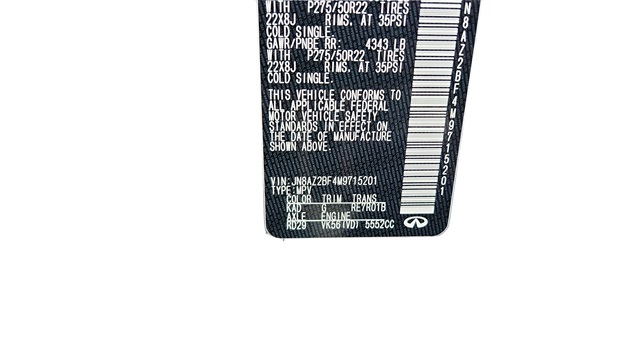 WITH P275/50R22 TIRES
22X8J RIMS, AT 35PSI
COLD SINGLE.
GAWR/PNBE RR: 4343 LB
WITH P275/50R22 TIRES
22X8J RIMS, AT 35PSI
COLD SINGLE.
THIS VEHICLE CONFORMS TO
ALL APPLICABLE FEDERAL
MOTOR VEHICLE SAFETY
STANDARDS IN EFFECT ON
THE DATE OF MANUFACTURE
SHOWN ABOVE.
VIN:JN8AZ2BF4M9715201
TYPE:MPV
COLOR TRIM TRANS
KAD G RE7R01B
AXLE ENGINE
RD29 VK56(VD) 5552CC
N8AZ2BF4M9715201